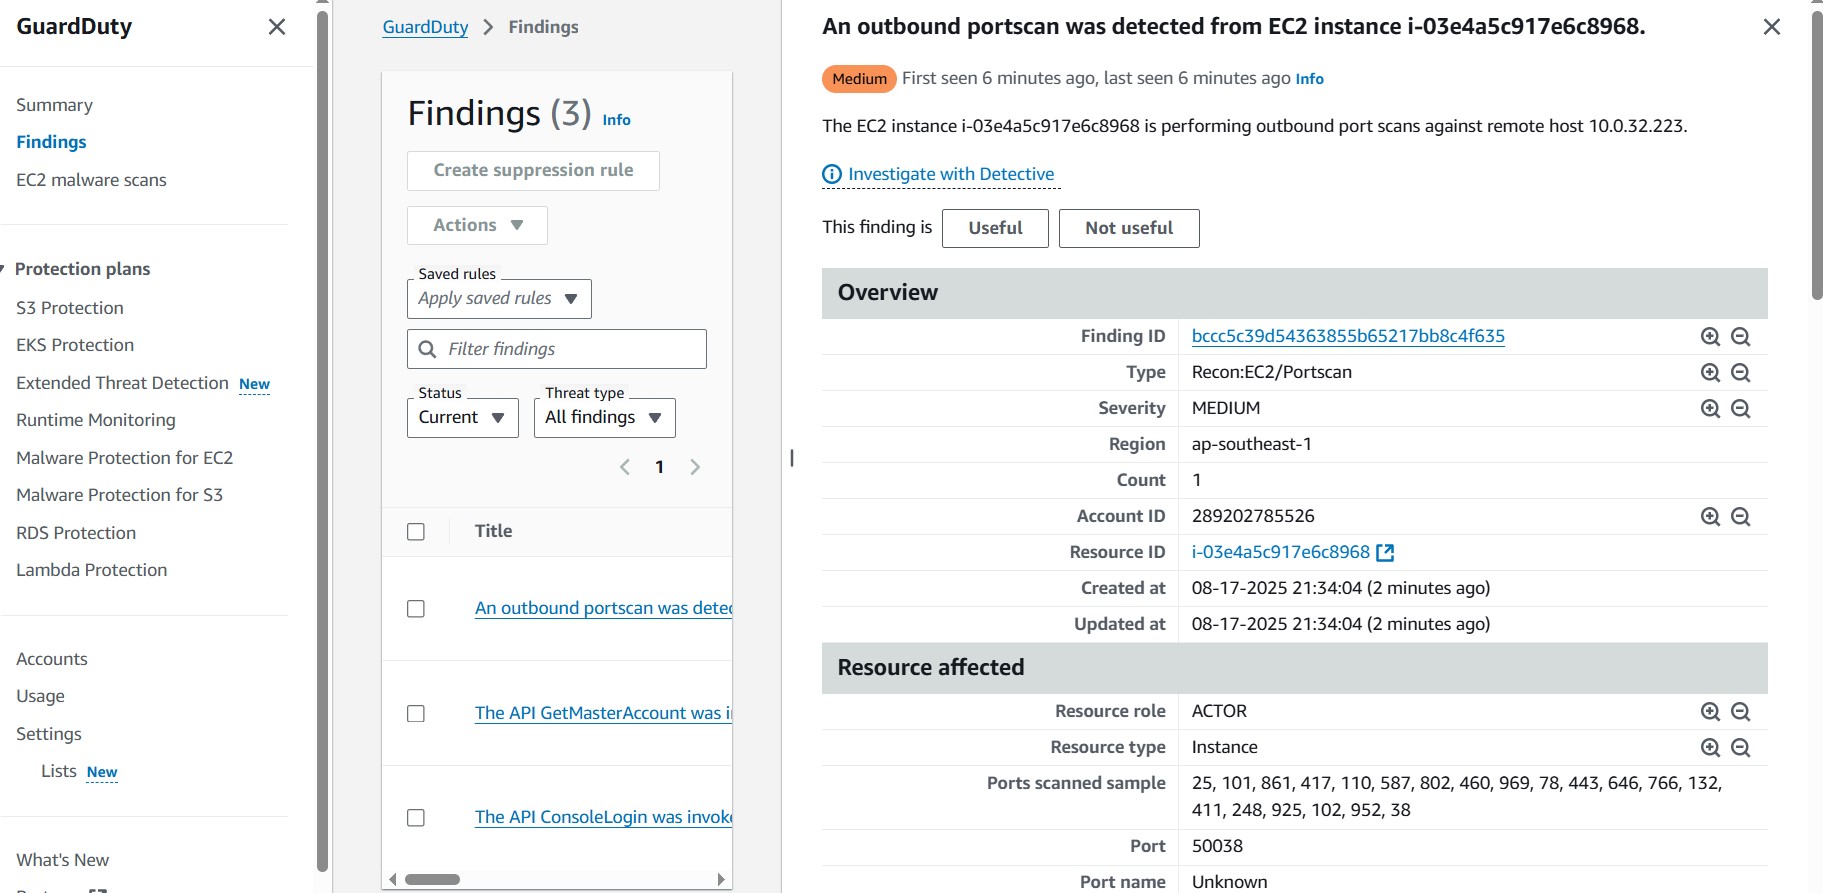 GuardDuty
Summary
Findings
EC2 malware scans
Protection plans
S3 Protection
EKS Protection
Extended Threat Detection New
Runtime Monitoring
Malware Protection for EC2
Malware Protection for S3
RDS Protection
Lambda Protection
Accounts
Usage
Settings
Lists New
What's New
GuardDuty > Findings
Findings (3) Info
Create suppression rule
Actions
Saved rules
Apply saved rules
Filter findings
Status
Current
Threat type
All findings
1
Title
An outbound portscan was detec
The API GetMasterAccount was i
The API ConsoleLogin was invok
An outbound portscan was detected from EC2 instance i-03e4a5c917e6c8968.
Medium First seen 6 minutes ago, last seen 6 minutes ago Info
The EC2 instance i-03e4a5c917e6c8968 is performing outbound port scans against remote host 10.0.32.223.
Investigate with Detective
This finding is Useful Not useful
Overview
Finding ID bccc5c39d54363855b65217bb8c4f635
Type Recon:EC2/Portscan
Severity MEDIUM
Region ap-southeast-1
Count 1
Account ID 289202785526
Resource ID i-03e4a5c917e6c8968
Created at 08-17-2025 21:34:04 (2 minutes ago)
Updated at 08-17-2025 21:34:04 (2 minutes ago)
Resource affected
Resource role ACTOR
Resource type Instance
Ports scanned sample 25, 101, 861, 417, 110, 587, 802, 460, 969, 78, 443, 646, 766, 132,
411, 248, 925, 102, 952, 38
Port 50038
Port name Unknown